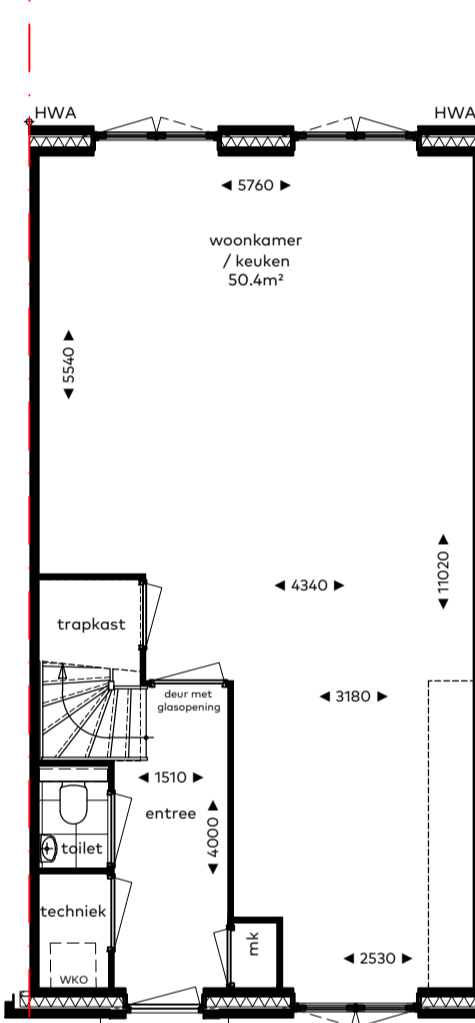 HWA
HWA
5760
woonkamer
/ keuken
50.4m²
5540
11020
4340
trapkast
3180
deur met
glasopening
1510
entree
4000
toilet
techniek
mk
WKO
2530